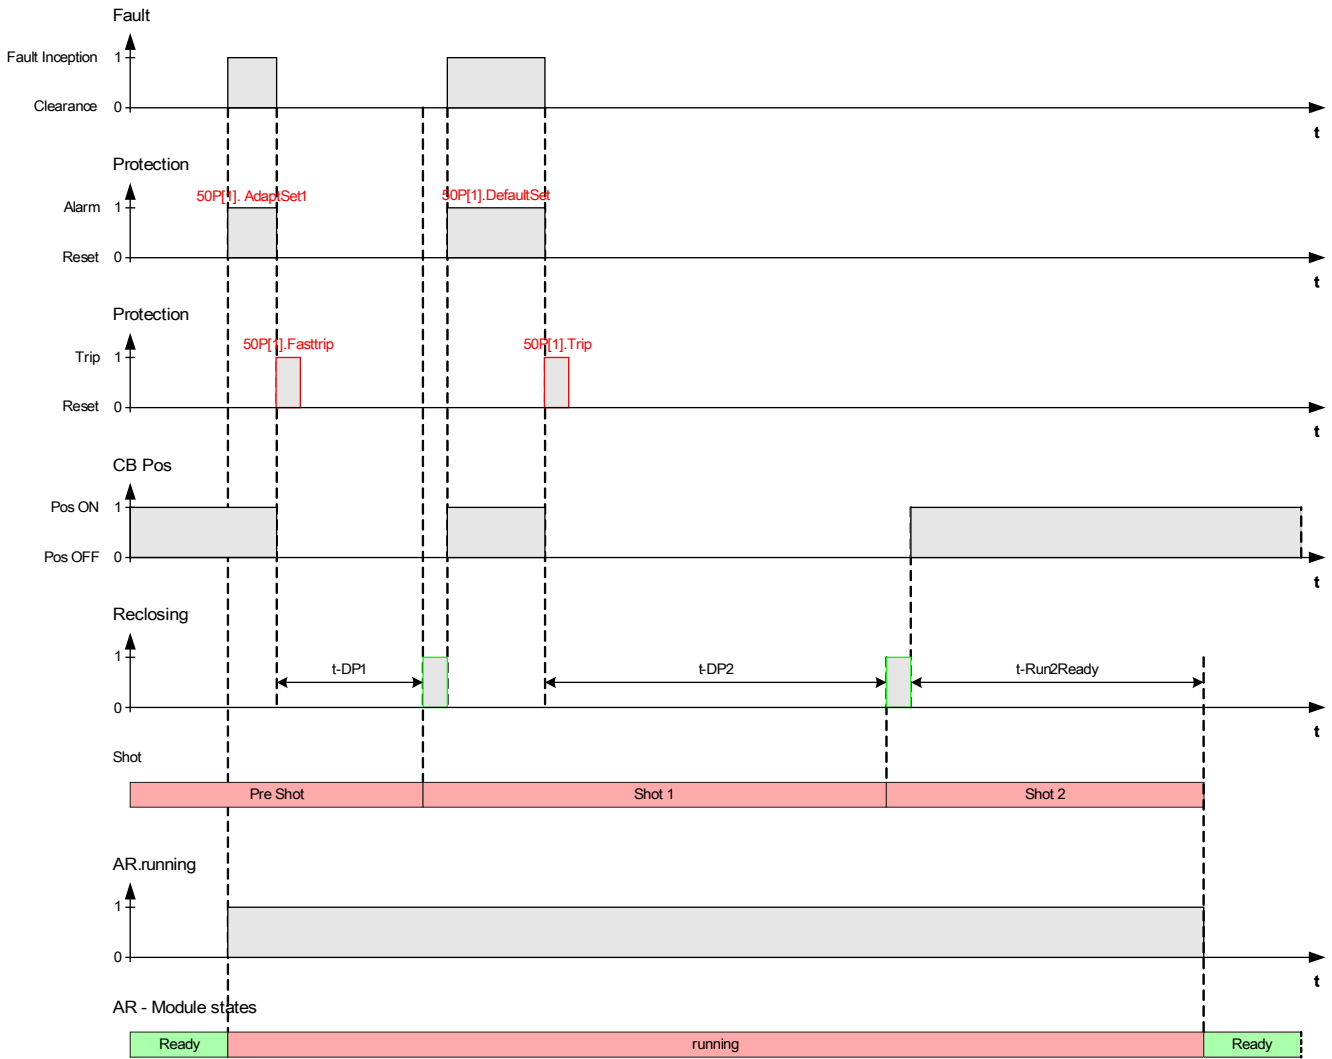 Fault
Fault Inception 1
Clearance 0
t
Protection
50P[1]. AdaptSet1 50P[1].DefaultSet
Alarm 1
Reset 0
t
Protection
50P[1].Fasttrip 50P[1].Trip
Trip 1
Reset 0
t
CB Pos
Pos ON 1
Pos OFF 0
t
Reclosing
1
t-DP1 t-DP2 t-Run2Ready
0
t
Shot
Pre Shot Shot 1 Shot 2
AR.running
1
0
t
AR - Module states
Ready running Ready